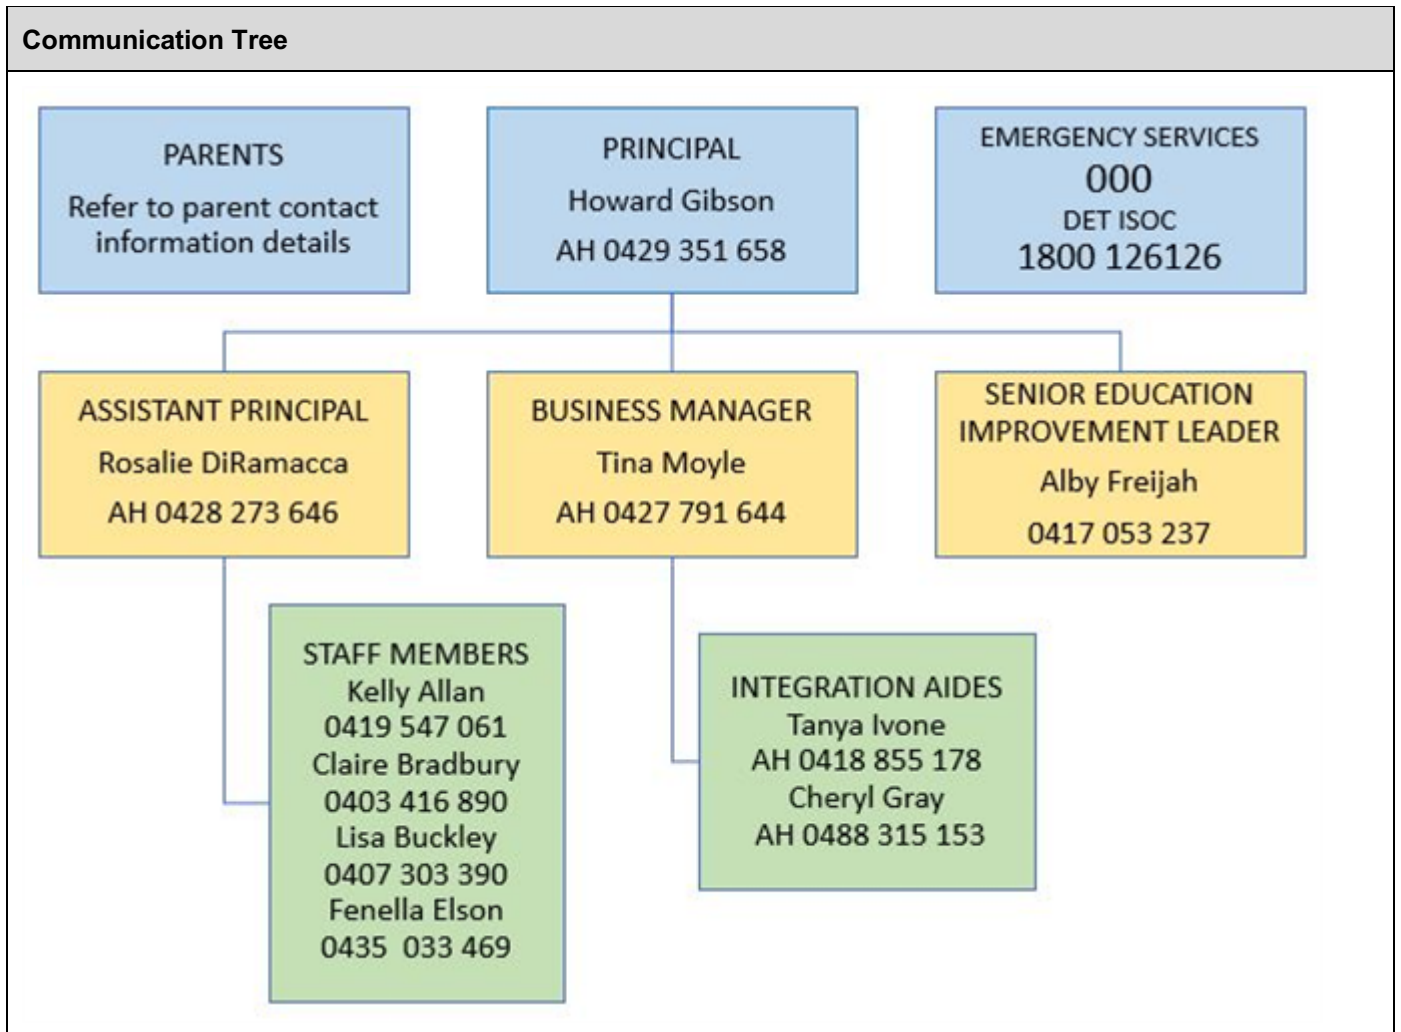 Communication Tree
PARENTS
Refer to parent contact
information details
PRINCIPAL
Howard Gibson
AH 0429 351 658
EMERGENCY SERVICES
000
DET ISOC
1800 126126
ASSISTANT PRINCIPAL
Rosalie DiRamacca
AH 0428 273 646
BUSINESS MANAGER
Tina Moyle
AH 0427 791 644
SENIOR EDUCATION
IMPROVEMENT LEADER
Alby Freijah
0417 053 237
STAFF MEMBERS
Kelly Allan
0419 547 061
Claire Bradbury
0403 416 890
Lisa Buckley
0407 303 390
Fenella Elson
0435  033 469
INTEGRATION AIDES
Tanya Ivone
AH 0418 855 178
Cheryl Gray
AH 0488 315 153